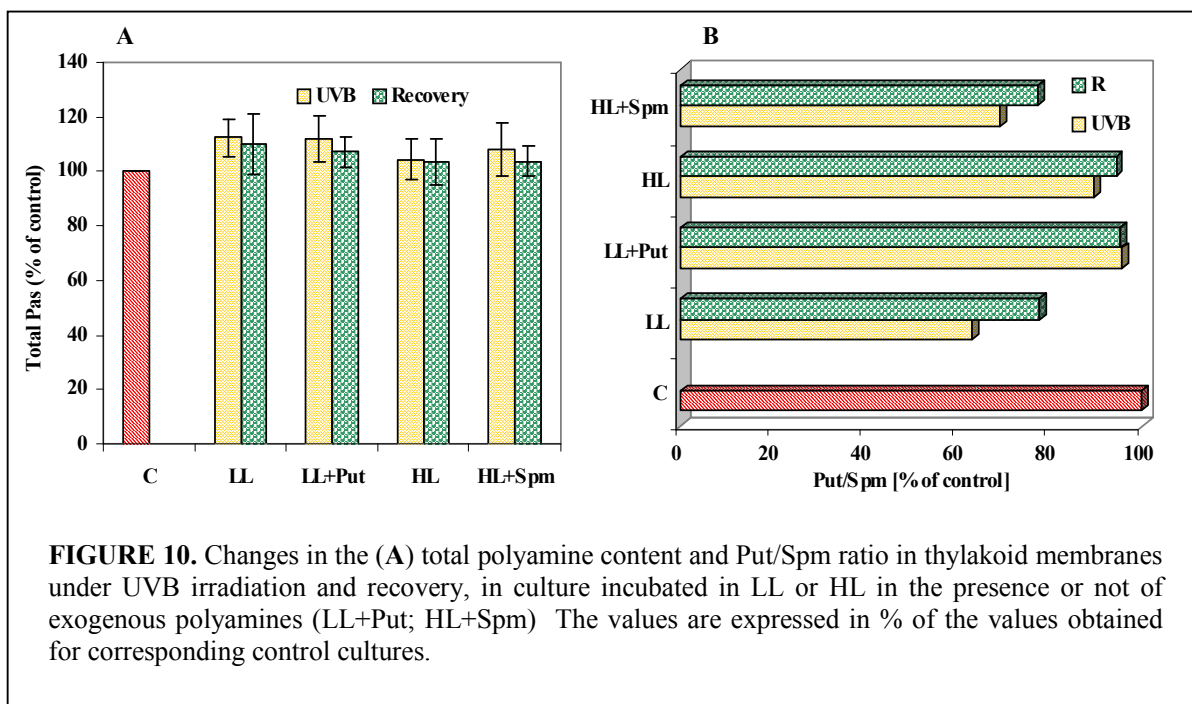 A
140
120
100
80
60
40
20
0
Total Pas (% of control)
UVB Recovery
C LL LL+Put HL HL+Spm
B
R
UVB
HL+Spm
HL
LL+Put
LL
C
0 20 40 60 80 100
Put/Spm [% of control]
FIGURE 10. Changes in the (A) total polyamine content and Put/Spm ratio in thylakoid membranes
under UVB irradiation and recovery, in culture incubated in LL or HL in the presence or not of
exogenous polyamines (LL+Put; HL+Spm) The values are expressed in % of the values obtained
for corresponding control cultures.